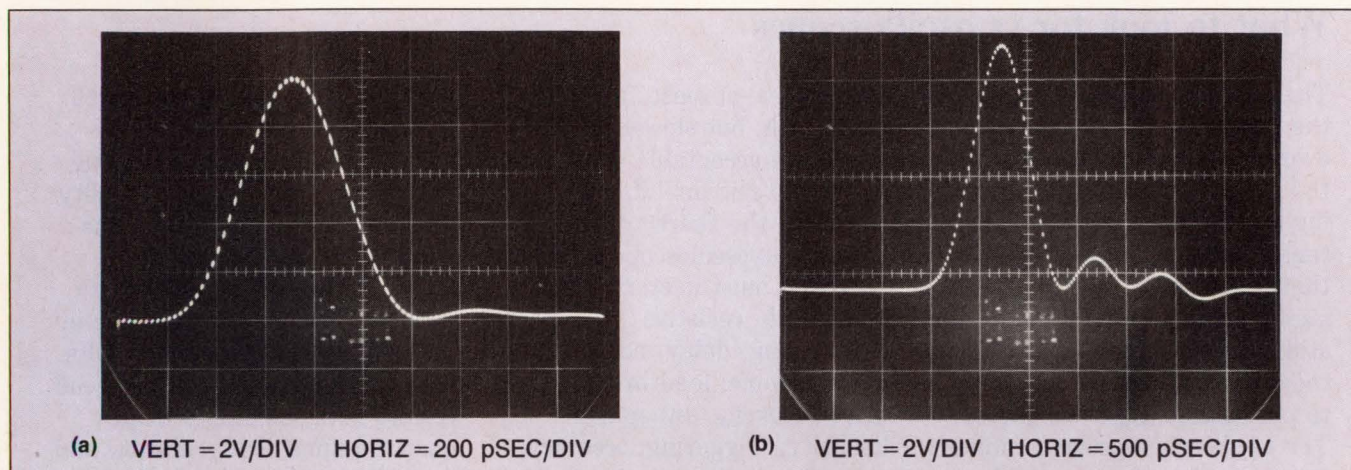 (a) VERT = 2V/DIV HORIZ = 200 pSEC/DIV
(b) VERT = 2V/DIV HORIZ = 500 pSEC/DIV